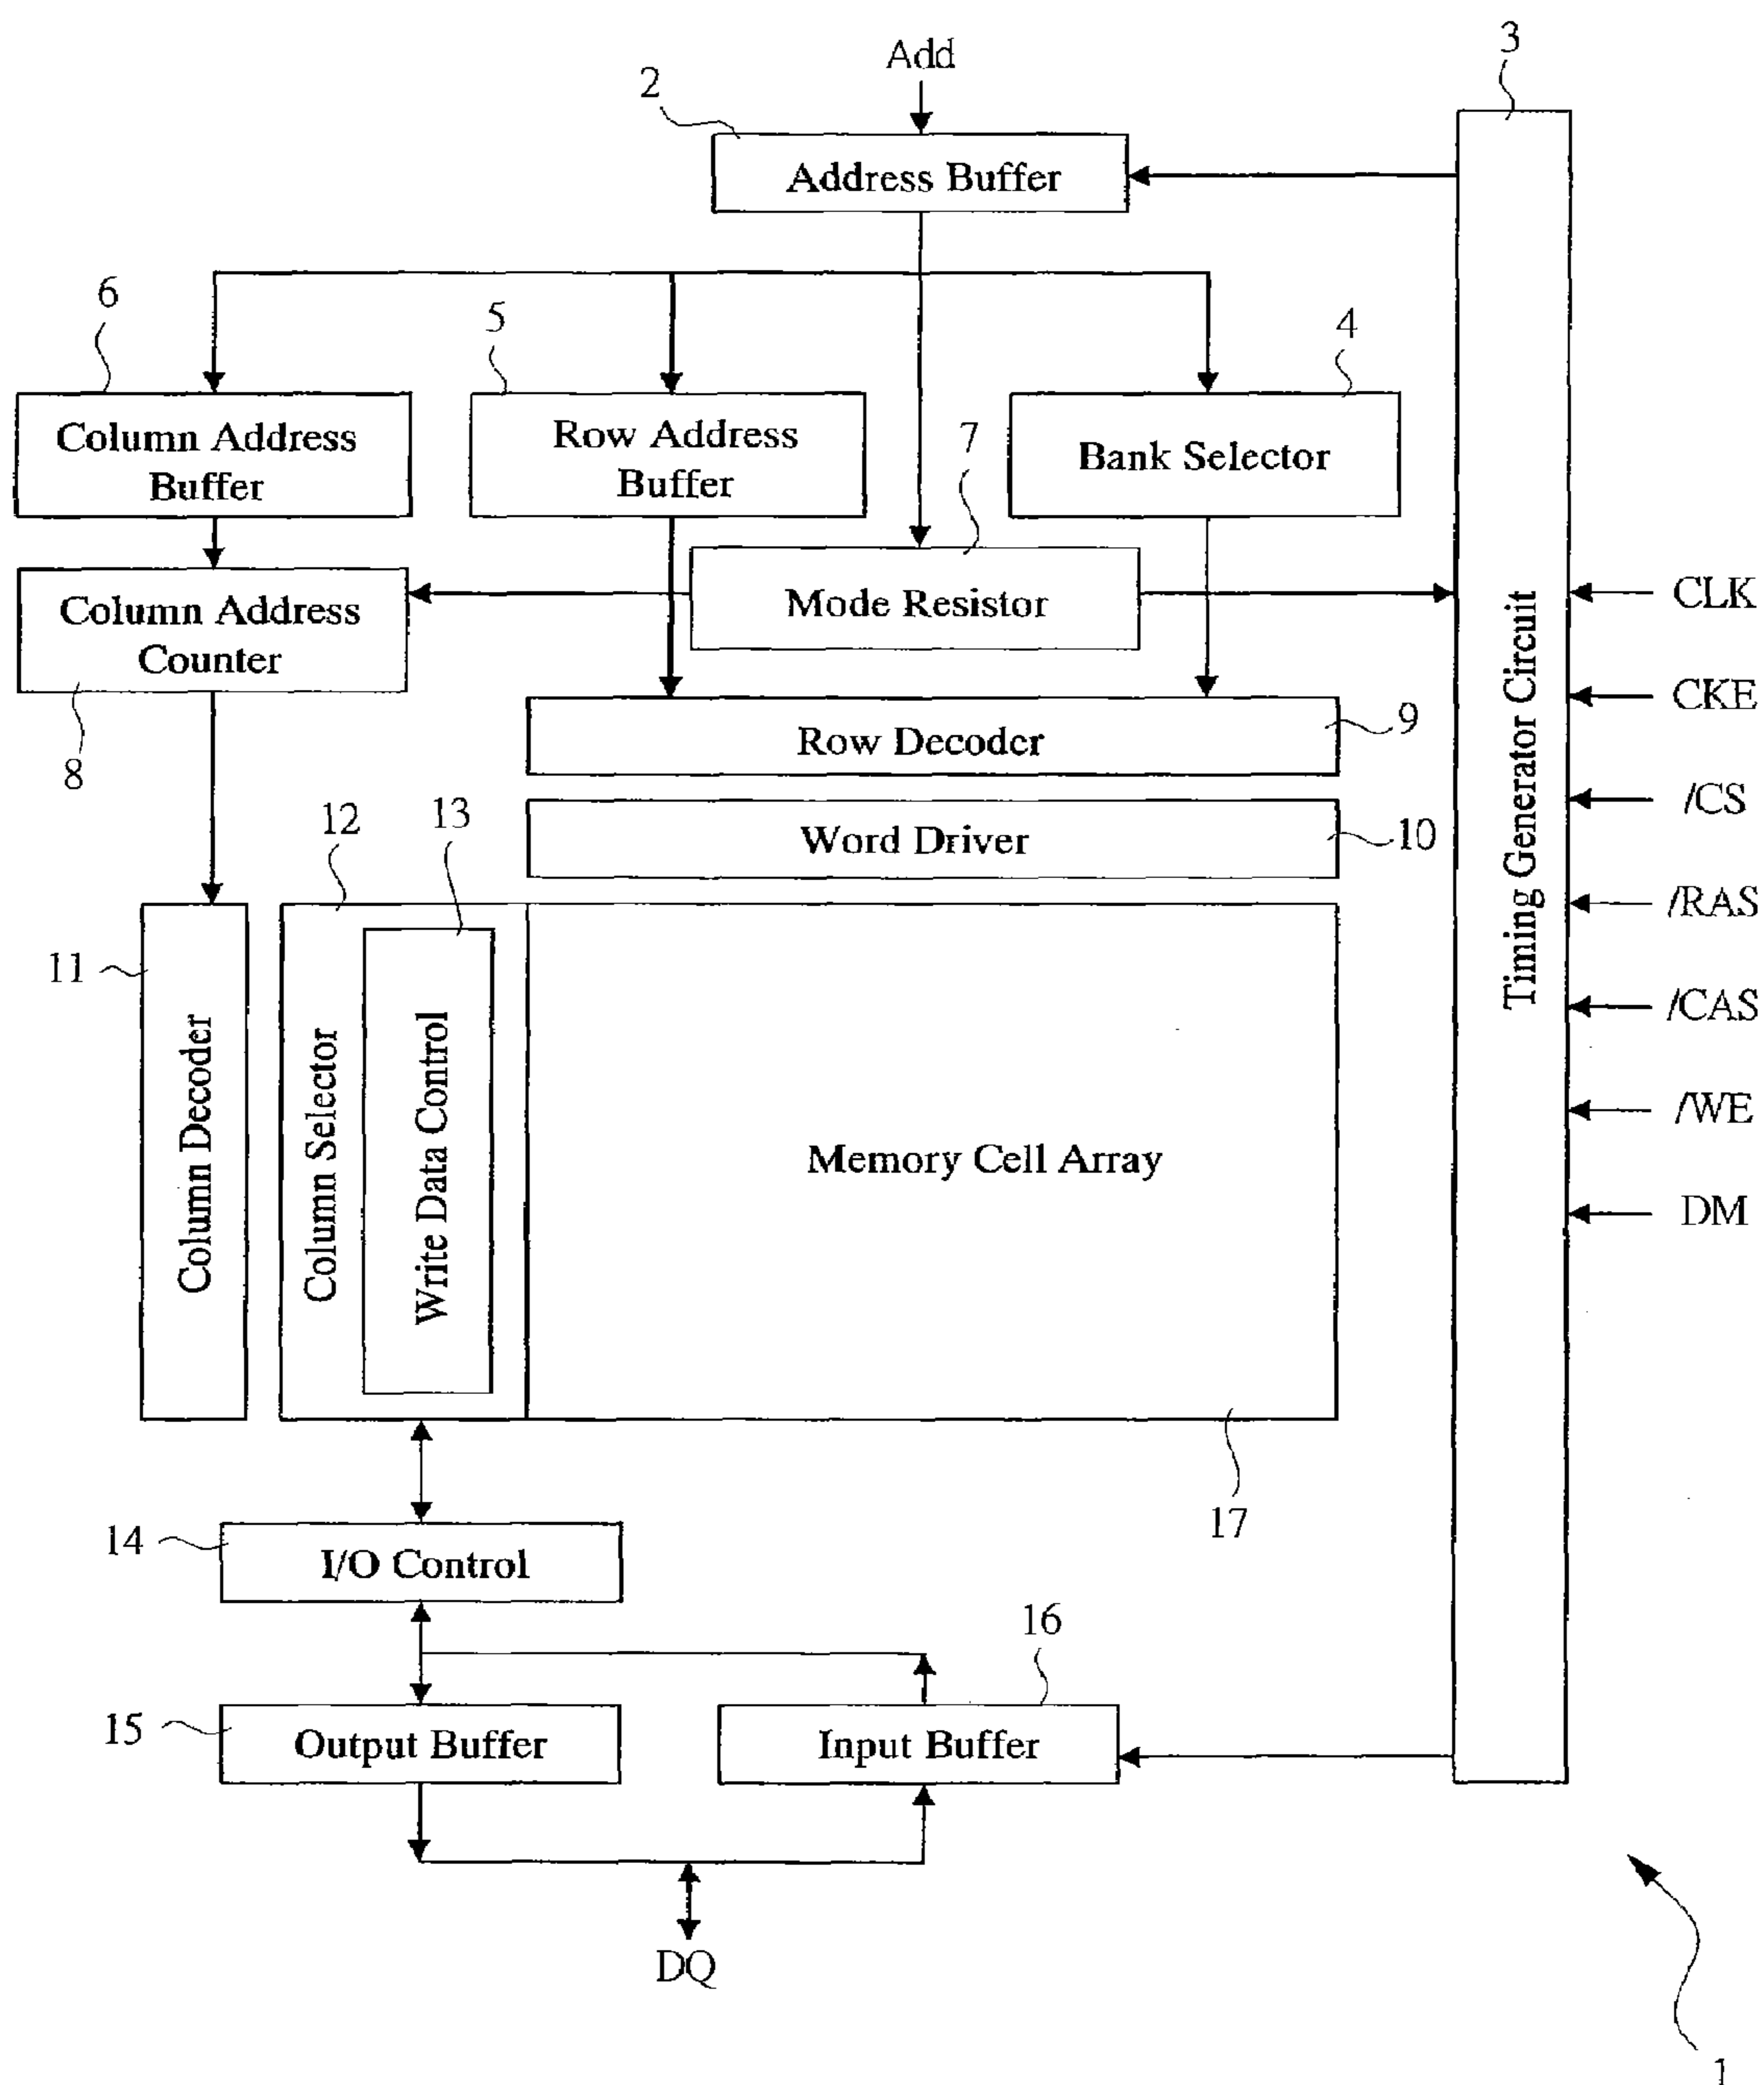 3
Add
2
Address Buffer
6
5
4
Column Address
Buffer
Row Address
Buffer
7
Bank Selector
Mode Resistor
Column Address
Counter
8
Row Decoder
9
Word Driver
10
12
13
11
Column Decoder
Column Selector
Write Data Control
Memory Cell Array
17
Timing Generator Circuit
CLK
CKE
/CS
/RAS
/CAS
/WE
DM
14
I/O Control
16
15
Output Buffer
Input Buffer
DQ
1